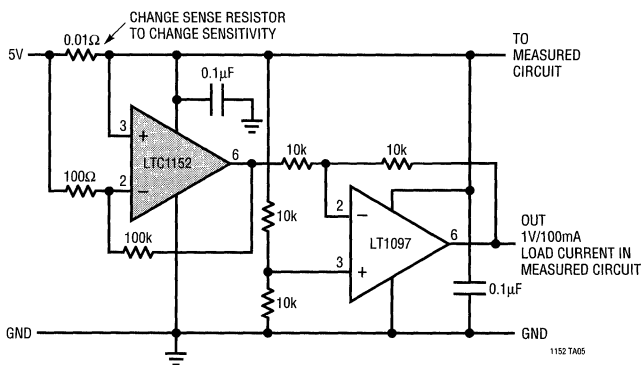 CHANGE SENSE RESISTOR
TO CHANGE SENSITIVITY
0.01Ω
5V
TO
MEASURED
CIRCUIT
0.1µF
3
+
LTC1152
6
10k
10k
100Ω
2
–
100k
10k
2
–
LT1097
6
3
+
OUT
1V/100mA
LOAD CURRENT IN
MEASURED CIRCUIT
10k
0.1µF
GND
GND
1152 TA05